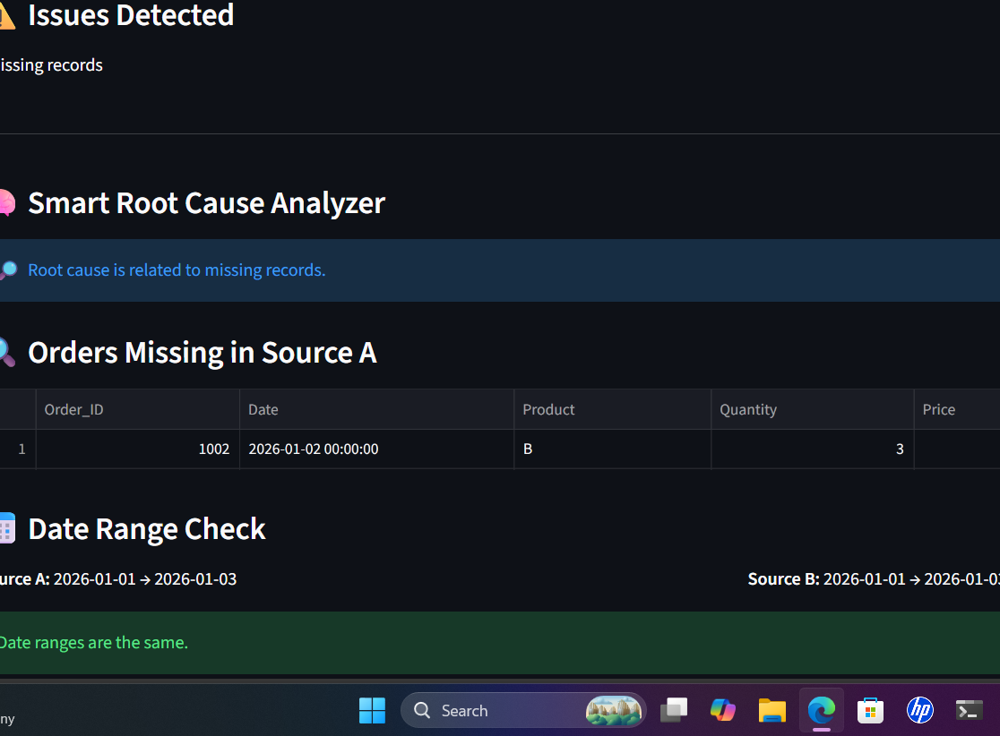 Issues Detected
issing records
Smart Root Cause Analyzer
Root cause is related to missing records.
Orders Missing in Source A
Order_ID Date Product Quantity Price
1 1002 2026-01-02 00:00:00 B 3
Date Range Check
urce A: 2026-01-01 → 2026-01-03 Source B: 2026-01-01 → 2026-01-03
Date ranges are the same.
ny
Search
hp